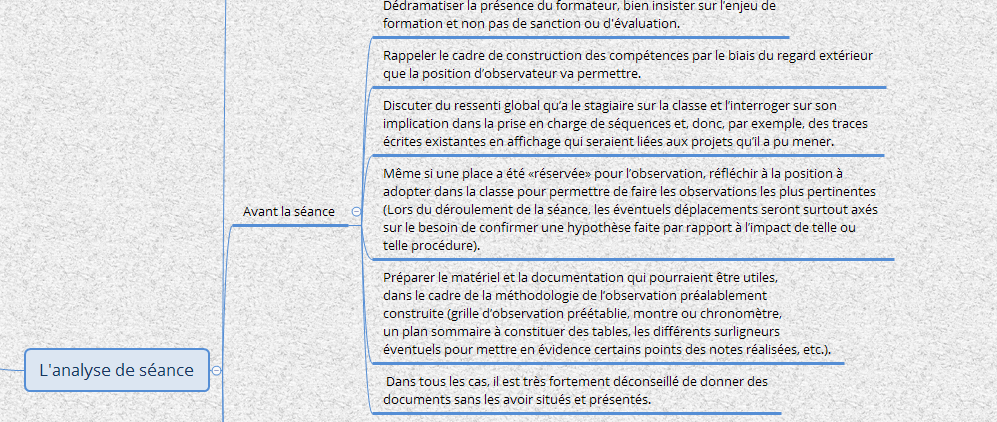 Dédramatiser la présence du formateur, bien insister sur l'enjeu de
formation et non pas de sanction ou d'évaluation.
Rappeler le cadre de construction des compétences par le biais du regard extérieur
que la position d'observateur va permettre.
Discuter du ressenti global qu'a le stagiaire sur la classe et l'interroger sur son
implication dans la prise en charge de séquences et, donc, par exemple, des traces
écrites existantes en affichage qui seraient liées aux projets qu'il a pu mener.
Même si une place a été «réservée» pour l'observation, réfléchir à la position à
adopter dans la classe pour permettre de faire les observations les plus pertinentes
(Lors du déroulement de la séance, les éventuels déplacements seront surtout axés
sur le besoin de confirmer une hypothèse faite par rapport à l'impact de telle ou
telle procédure).
Avant la séance
Préparer le matériel et la documentation qui pourraient être utiles,
dans le cadre de la méthodologie de l'observation préalablement
construite (grille d'observation préétablie, montre ou chronomètre,
un plan sommaire à constituer des tables, les différents surligneurs
éventuels pour mettre en évidence certains points des notes réalisées, etc.).
L'analyse de séance
Dans tous les cas, il est très fortement déconseillé de donner des
documents sans les avoir situés et présentés.